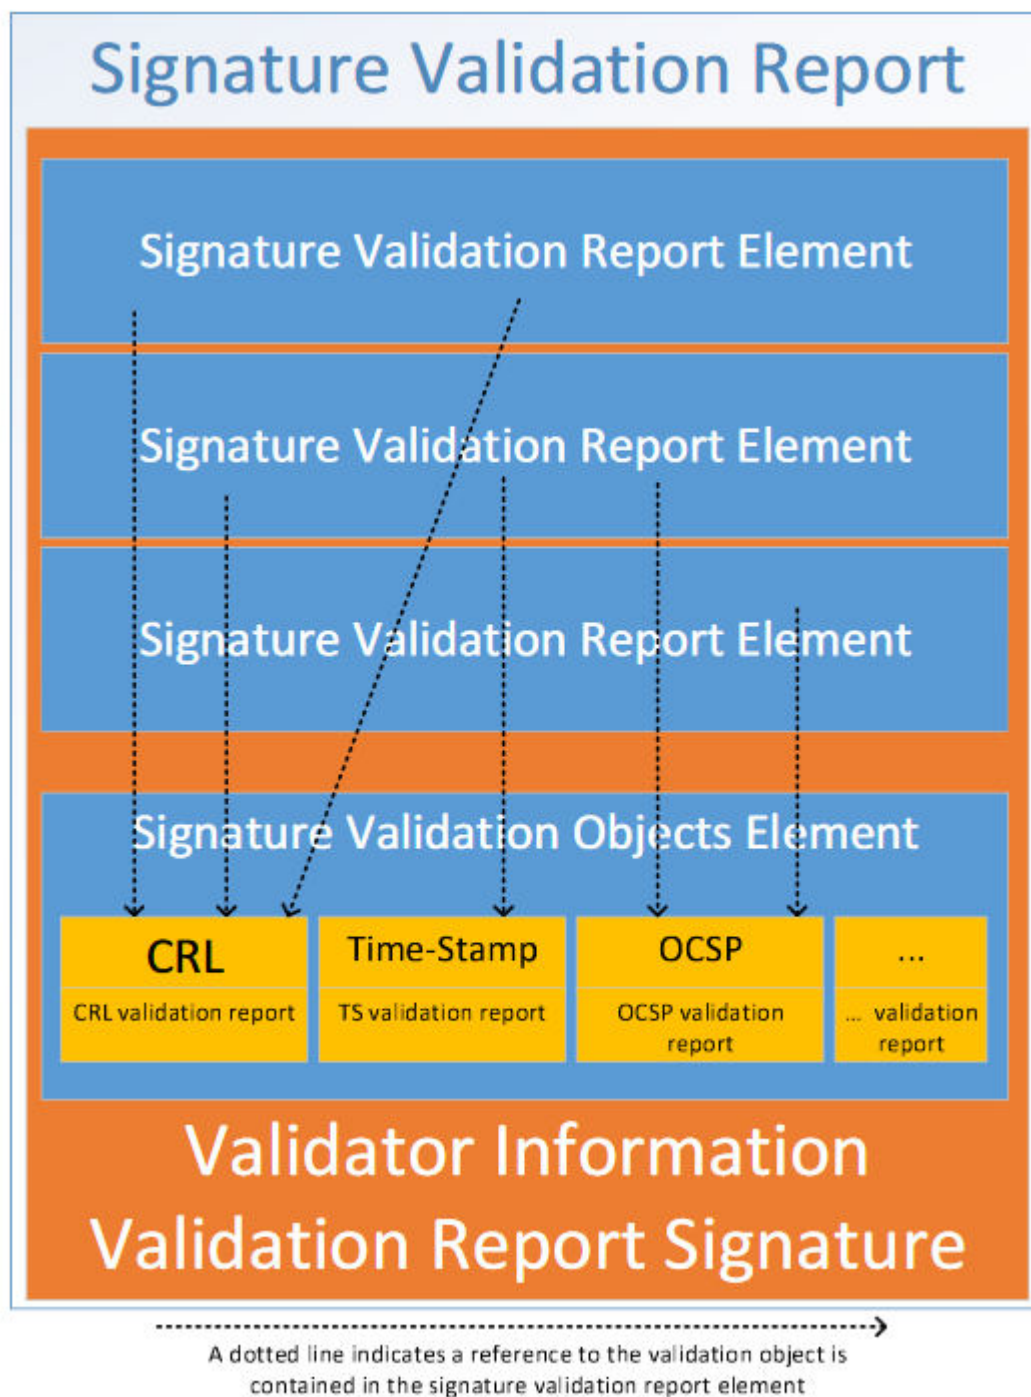 Signature Validation Report
Signature Validation Report Element
Signature Validation Report Element
Signature Validation Report Element
Signature Validation Objects Element
CRL
CRL validation report
Time-Stamp
TS validation report
OCSP
OCSP validation
report
...
... validation
report
Validator Information
Validation Report Signature
A dotted line indicates a reference to the validation object is
contained in the signature validation report element